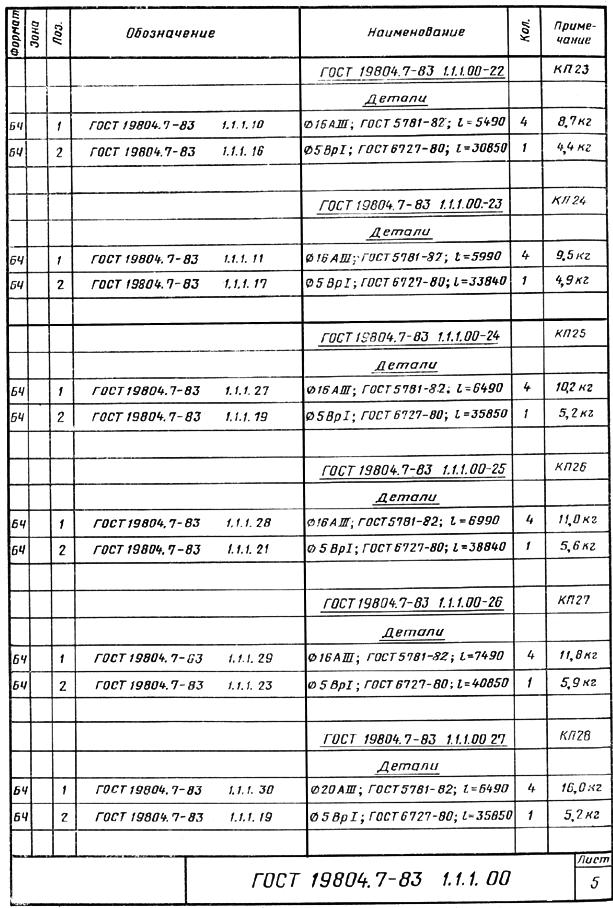 Формат Зона Поз. Обозначение Наименование Кол. Приме-
чание
ГОСТ 19804.7-83 1.1.1.00-22 КП23
Детали
БЧ 1 ГОСТ 19804.7-83 1.1.1.10 Ø16АIII; ГОСТ 5781-82; l=5490 4 8,7кг
БЧ 2 ГОСТ 19804.7-83 1.1.1.16 Ø5ВрI; ГОСТ 6727-80; l=30850 1 4,4кг
ГОСТ 19804.7-83 1.1.1.00-23 КП24
Детали
БЧ 1 ГОСТ 19804.7-83 1.1.1.11 Ø16АIII; ГОСТ 5781-82; l=5990 4 9,5кг
БЧ 2 ГОСТ 19804.7-83 1.1.1.17 Ø5ВрI; ГОСТ 6727-80; l=33840 1 4,9кг
ГОСТ 19804.7-83 1.1.1.00-24 КП25
Детали
БЧ 1 ГОСТ 19804.7-83 1.1.1.27 Ø16АIII; ГОСТ 5781-82; l=6490 4 10,2кг
БЧ 2 ГОСТ 19804.7-83 1.1.1.19 Ø5ВрI; ГОСТ 6727-80; l=35850 1 5,2кг
ГОСТ 19804.7-83 1.1.1.00-25 КП26
Детали
БЧ 1 ГОСТ 19804.7-83 1.1.1.28 Ø16АIII; ГОСТ 5781-82; l=6990 4 11,0кг
БЧ 2 ГОСТ 19804.7-83 1.1.1.21 Ø5ВрI; ГОСТ 6727-80; l=38840 1 5,6кг
ГОСТ 19804.7-83 1.1.1.00-26 КП27
Детали
БЧ 1 ГОСТ 19804.7-83 1.1.1.29 Ø16АIII; ГОСТ 5781-82; l=7490 4 11,8кг
БЧ 2 ГОСТ 19804.7-83 1.1.1.23 Ø5ВрI; ГОСТ 6727-80; l=40850 1 5,9кг
ГОСТ 19804.7-83 1.1.1.00 27 КП28
Детали
БЧ 1 ГОСТ 19804.7-83 1.1.1.30 Ø20АIII; ГОСТ 5781-82; l=6490 4 16,0кг
БЧ 2 ГОСТ 19804.7-83 1.1.1.19 Ø5ВрI; ГОСТ 6727-80; l=35850 1 5,2кг
ГОСТ 19804.7-83 1.1.1.00 Лист
5